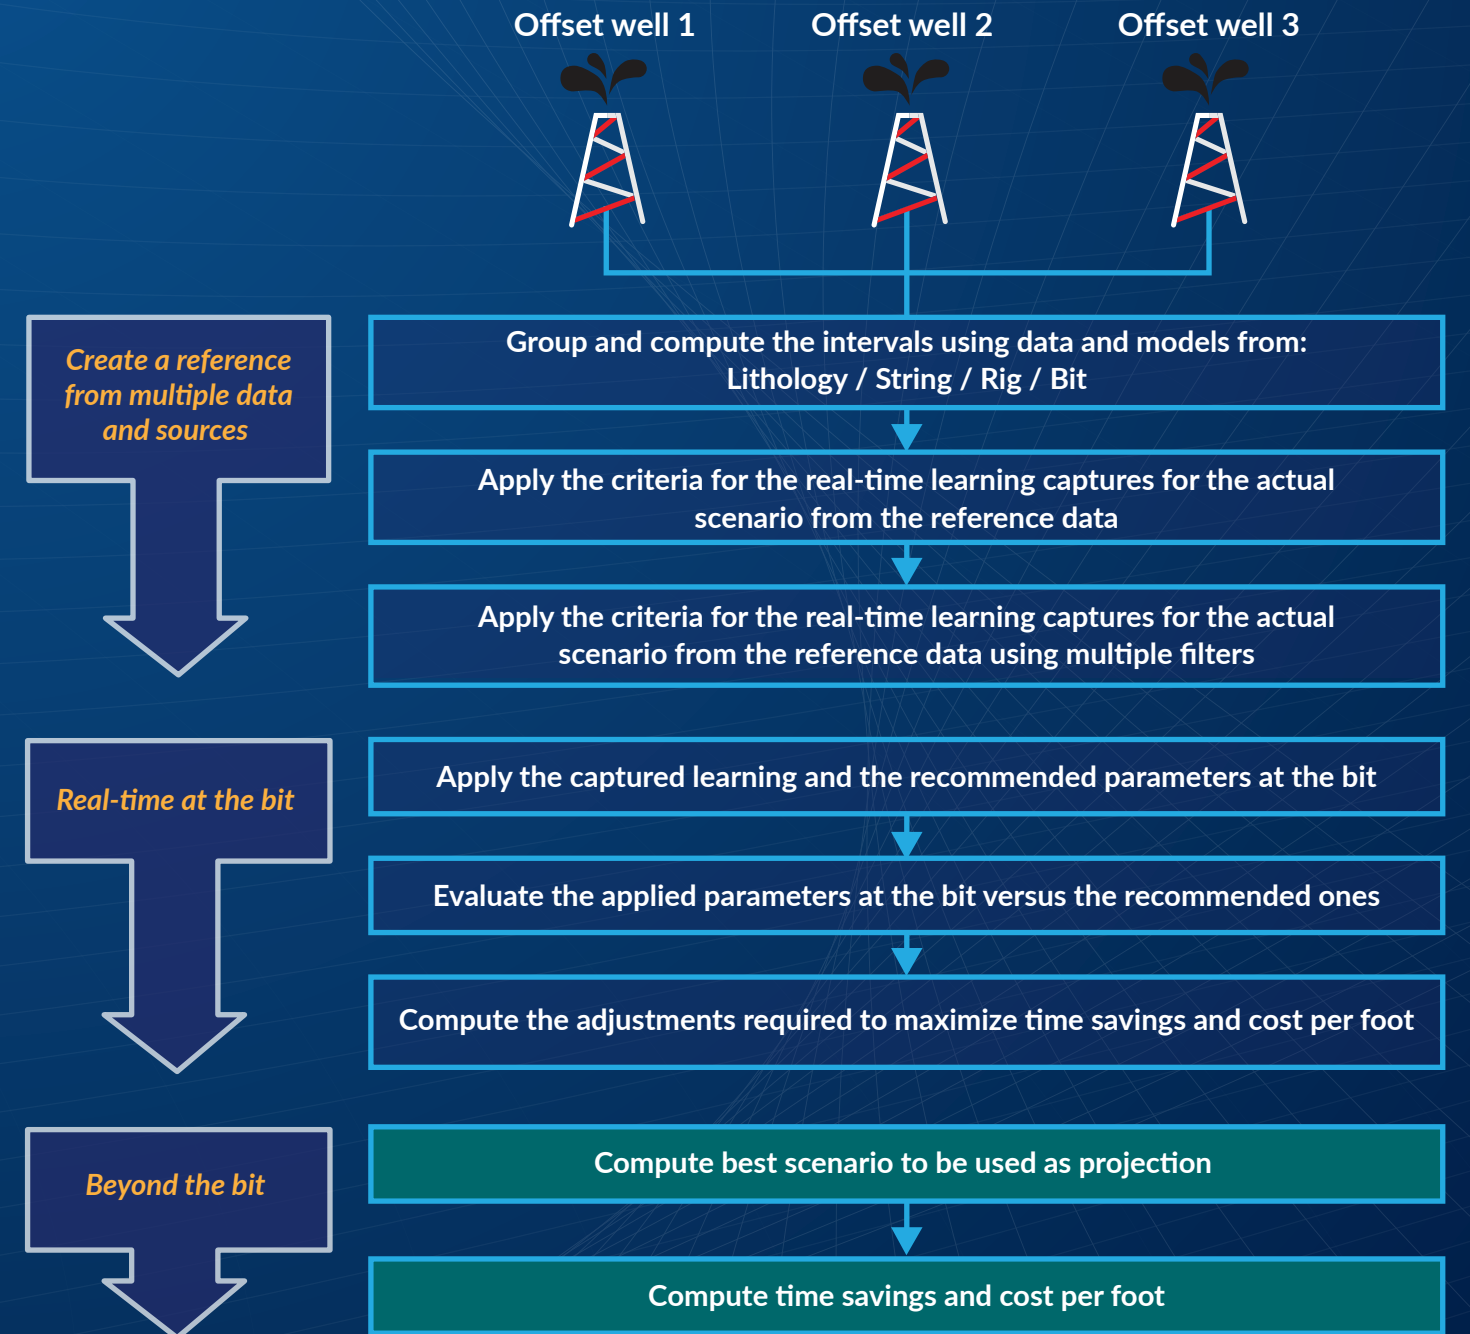 Offset well 1
Offset well 2
Offset well 3
Create a reference
from multiple data
and sources
Group and compute the intervals using data and models from:
Lithology / String / Rig / Bit
Apply the criteria for the real-time learning captures for the actual
scenario from the reference data
Apply the criteria for the real-time learning captures for the actual
scenario from the reference data using multiple filters
Real-time at the bit
Apply the captured learning and the recommended parameters at the bit
Evaluate the applied parameters at the bit versus the recommended ones
Compute the adjustments required to maximize time savings and cost per foot
Beyond the bit
Compute best scenario to be used as projection
Compute time savings and cost per foot